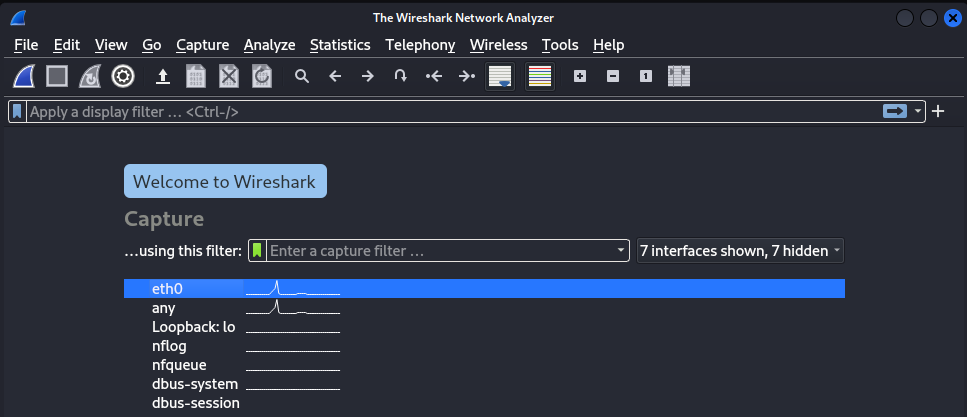 The Wireshark Network Analyzer
File Edit View Go Capture Analyze Statistics Telephony Wireless Tools Help
1
Apply a display filter … <Ctrl-/>
Welcome to Wireshark
Capture
…using this filter: Enter a capture filter … 7 interfaces shown, 7 hidden
eth0
any
Loopback: lo
nflog
nfqueue
dbus-system
dbus-session